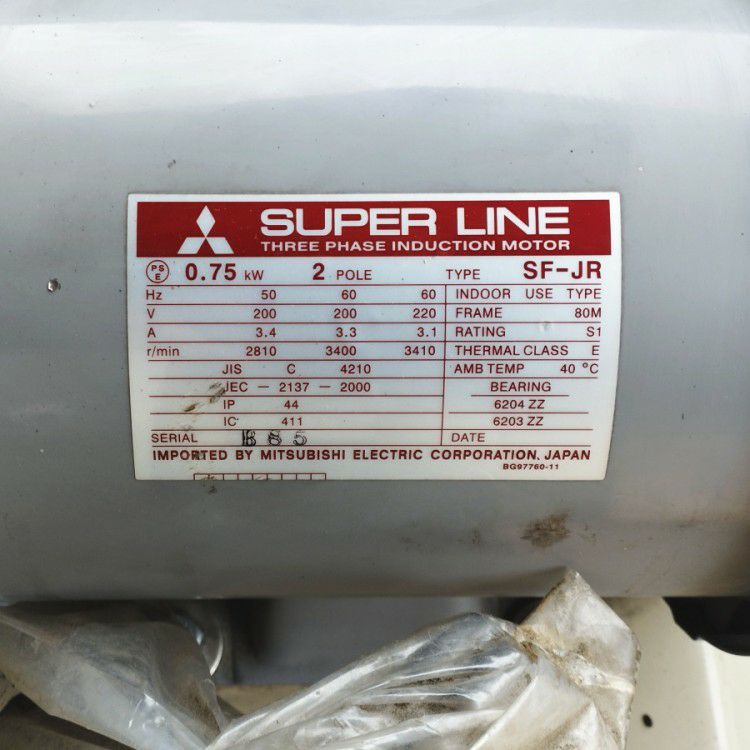 SUPER LINE
THREE PHASE INDUCTION MOTOR
PS E 0.75 kW 2 POLE TYPE SF-JR
Hz 50 60 60 INDOOR USE TYPE
V 200 200 220 FRAME 80M
A 3.4 3.3 3.1 RATING S1
r/min 2810 3400 3410 THERMAL CLASS E
JIS C 4210 AMB TEMP 40 °C
JEC - 2137 - 2000 BEARING
IP 44 6204 ZZ
IC 411 6203 ZZ
SERIAL DATE
IMPORTED BY MITSUBISHI ELECTRIC CORPORATION, JAPAN
BG97760-11